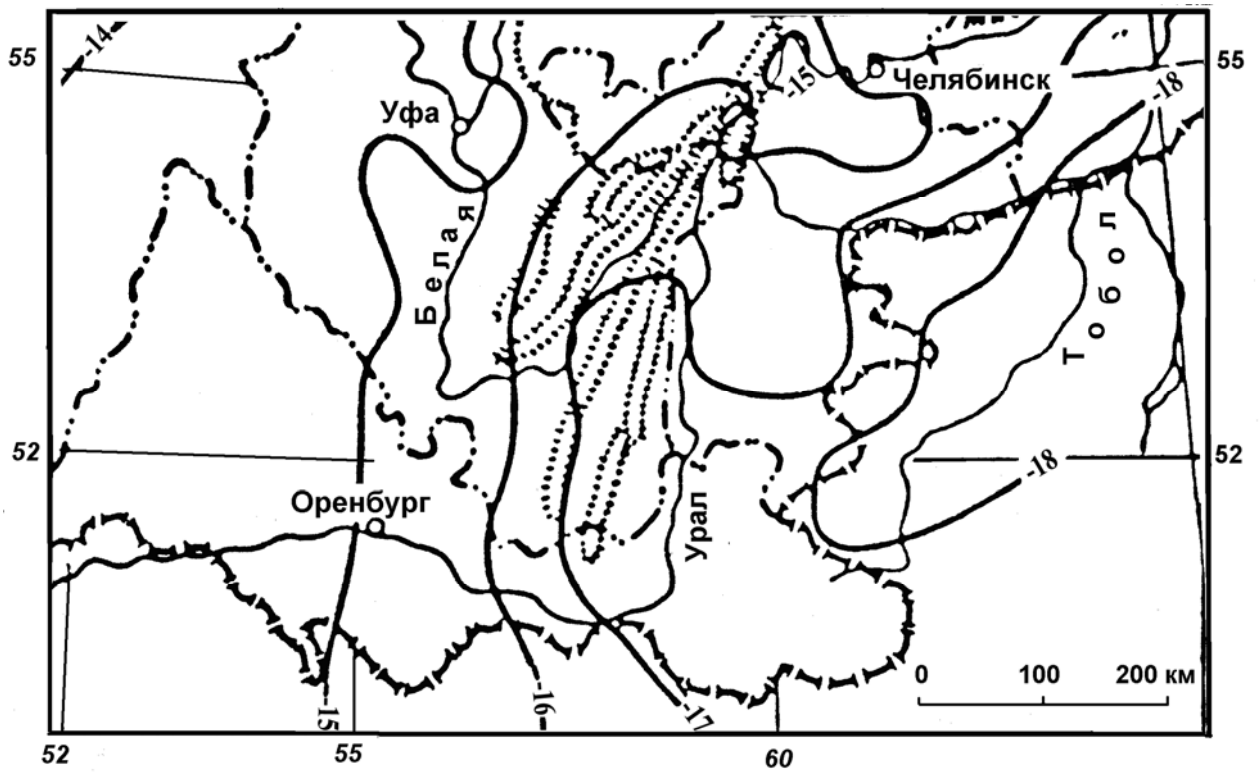 -14
55
55
Челябинск
-15
-18
Уфа
Белая
Тобол
52
52
-18
Оренбург
Урал
0 100 200 км
-15
-16
-17
52
55
60